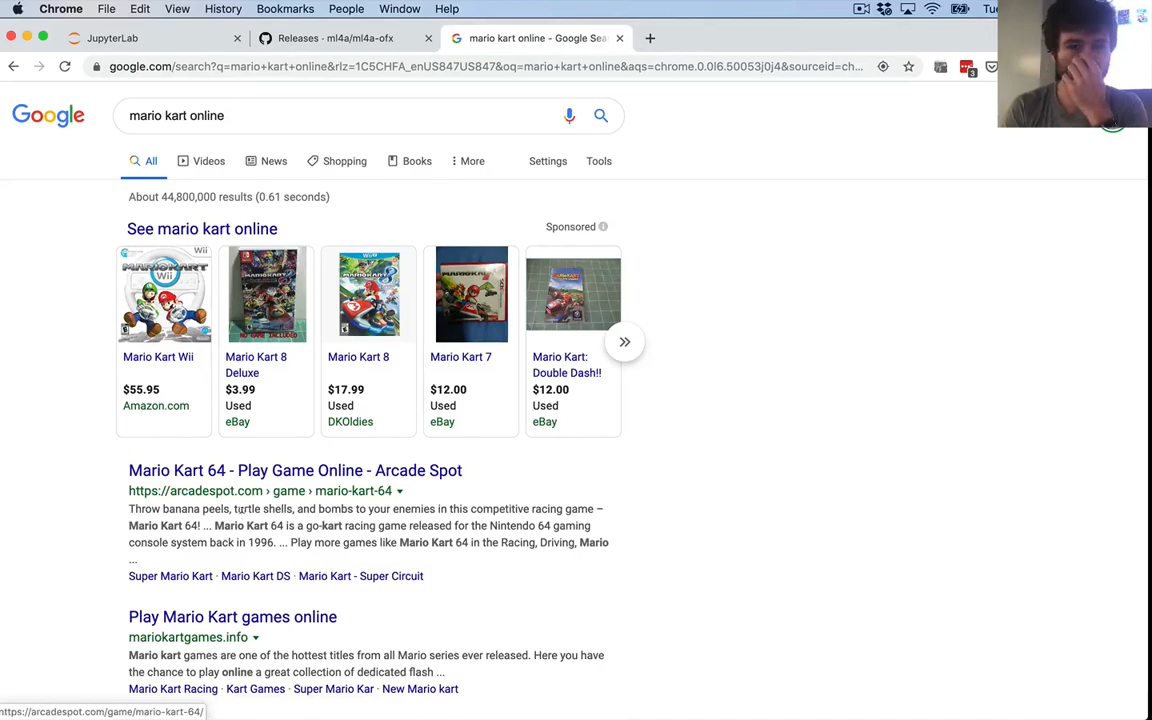 Chrome File Edit View History Bookmarks People Window Help Tue
JupyterLab Releases · ml4a/ml4a-ofx mario kart online - Google Sea
google.com/search?q=mario+kart+online&rlz=1C5CHFA_enUS847US847&oq=mario+kart+online&aqs=chrome.0.0l6.50053j0j4&sourceid=ch... 3
Google mario kart online
All Videos News Shopping Books More Settings Tools
About 44,800,000 results (0.61 seconds)
See mario kart online Sponsored
Mario Kart Wii
$55.95
Amazon.com
Mario Kart 8
Deluxe
$3.99
Used
eBay
Mario Kart 8
$17.99
Used
DKOldies
Mario Kart 7
$12.00
Used
eBay
Mario Kart:
Double Dash!!
$12.00
Used
eBay
Mario Kart 64 - Play Game Online - Arcade Spot
https://arcadespot.com › game › mario-kart-64
Throw banana peels, turtle shells, and bombs to your enemies in this competitive racing game –
Mario Kart 64! ... Mario Kart 64 is a go-kart racing game released for the Nintendo 64 gaming
console system back in 1996. ... Play more games like Mario Kart 64 in the Racing, Driving, Mario
...
Super Mario Kart · Mario Kart DS · Mario Kart - Super Circuit
Play Mario Kart games online
mariokartgames.info
Mario kart games are one of the hottest titles from all Mario series ever released. Here you have
the chance to play online a great collection of dedicated flash ...
Mario Kart Racing · Kart Games · Super Mario Kar · New Mario kart
https://arcadespot.com/game/mario-kart-64/